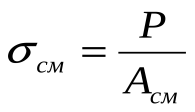 σ_см = P / A_см